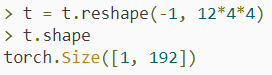 > t = t.reshape(-1, 12*4*4)
> t.shape
torch.Size([1, 192])